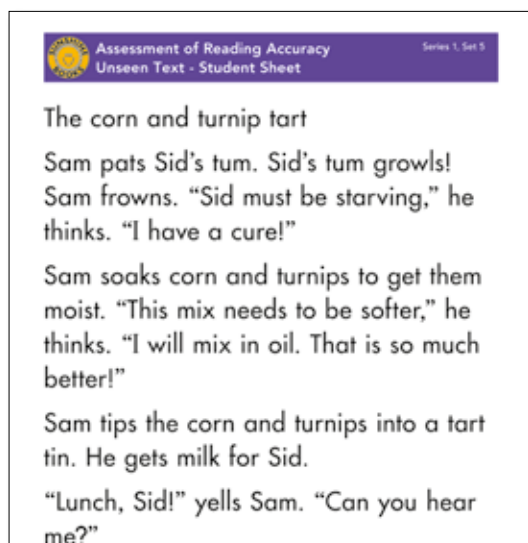 SUNSHINE BOOKS
Assessment of Reading Accuracy
Series 1, Set 5
Unseen Text - Student Sheet
The corn and turnip tart
Sam pats Sid’s tum. Sid’s tum growls!
Sam frowns. “Sid must be starving,” he
thinks. “I have a cure!”
Sam soaks corn and turnips to get them
moist. “This mix needs to be softer,” he
thinks. “I will mix in oil. That is so much
better!”
Sam tips the corn and turnips into a tart
tin. He gets milk for Sid.
“Lunch, Sid!” yells Sam. “Can you hear
me?”